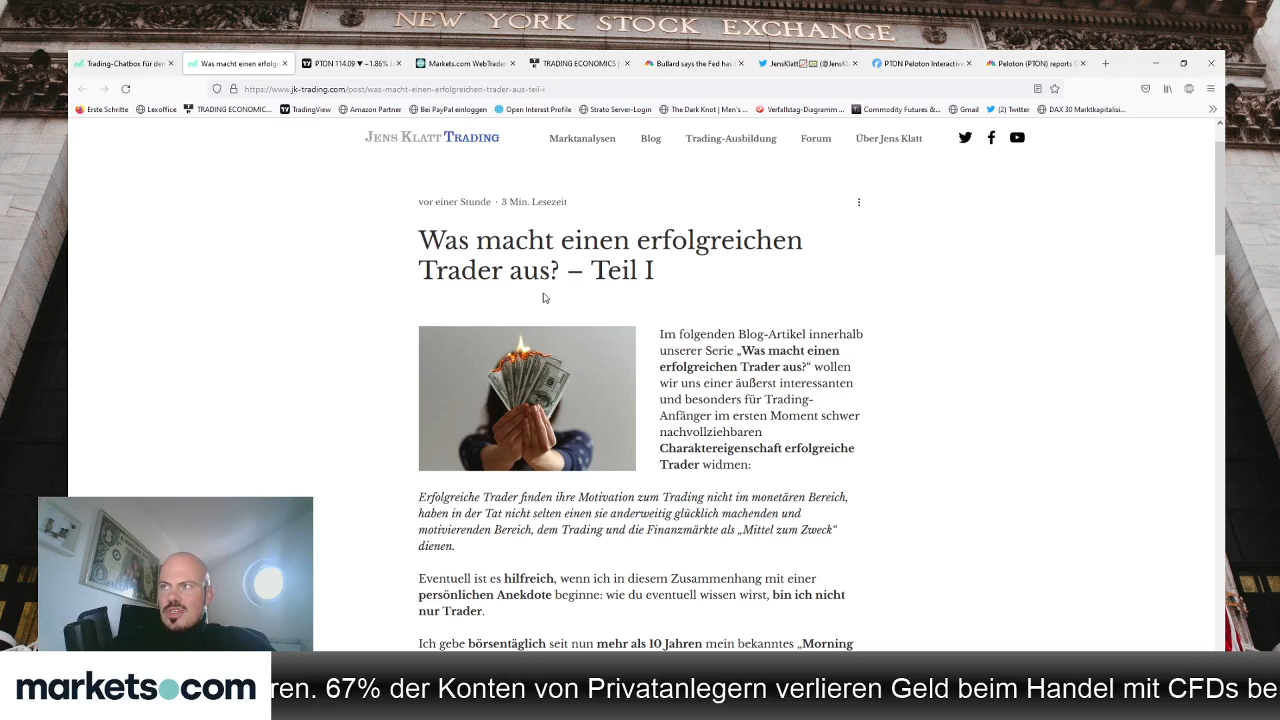 NEW YORK STOCK EXCHANGE
Trading-Chatbox für den
Was macht einen erfolgr
PTON 114.09 ▼ −1.86%
Markets.com WebTrader
TRADING ECONOMICS |
Bullard says the Fed has
JensKlatt
(@JensKla
PTON Peloton Interactive
Peloton (PTON) reports Q
https://www.jk-trading.com/post/was-macht-einen-erfolgreichen-trader-aus-teil-i
Erste Schritte
Lexoffice
TRADING ECONOMIC...
TradingView
Amazon Partner
Bei PayPal einloggen
Open Interest Profile
Strato Server-Login
The Dark Knot | Men's ...
Verfallstag-Diagramm ...
Commodity Futures &...
Gmail
(2) Twitter
DAX 30 Marktkapitalisi...
JENS KLATT TRADING
Marktanalysen
Blog
Trading-Ausbildung
Forum
Über Jens Klatt
vor einer Stunde · 3 Min. Lesezeit
Was macht einen erfolgreichen
Trader aus? – Teil I
Im folgenden Blog-Artikel innerhalb
unserer Serie „Was macht einen
erfolgreichen Trader aus?“ wollen
wir uns einer äußerst interessanten
und besonders für Trading-
Anfänger im ersten Moment schwer
nachvollziehbaren
Charaktereigenschaft erfolgreiche
Trader widmen:
Erfolgreiche Trader finden ihre Motivation zum Trading nicht im monetären Bereich,
haben in der Tat nicht selten einen sie anderweitig glücklich machenden und
motivierenden Bereich, dem Trading und die Finanzmärkte als „Mittel zum Zweck“
dienen.
Eventuell ist es hilfreich, wenn ich in diesem Zusammenhang mit einer
persönlichen Anekdote beginne: wie du eventuell wissen wirst, bin ich nicht
nur Trader.
Ich gebe börsentäglich seit nun mehr als 10 Jahren mein bekanntes „Morning
markets.com
ren. 67% der Konten von Privatanlegern verlieren Geld beim Handel mit CFDs be